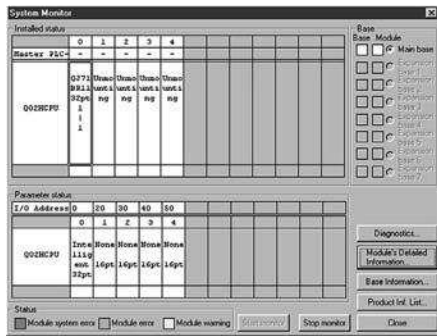 System Monitor
Installed status
Base
Base Module
0 1 2 3 4
Master PLC- - - - - -
Main base
Expansion base 1
Expansion base 2
Expansion base 3
Expansion base 4
Expansion base 5
Expansion base 6
Expansion base 7
Q02HCPU
QJ71 Unmo Unmo Unmo Unmo
BR11 unti unti unti unti
32pt ng ng ng ng
Parameter status
I/O Address 0 20 30 40 50
0 1 2 3 4
Q02HCPU
Inte None None None None
llig
ent 16pt 16pt 16pt 16pt
32pt
Diagnostics...
Module's Detailed Information...
Base Information...
Product Inf. List...
Status
Module system error Module error Module warning
Start monitor Stop monitor Close